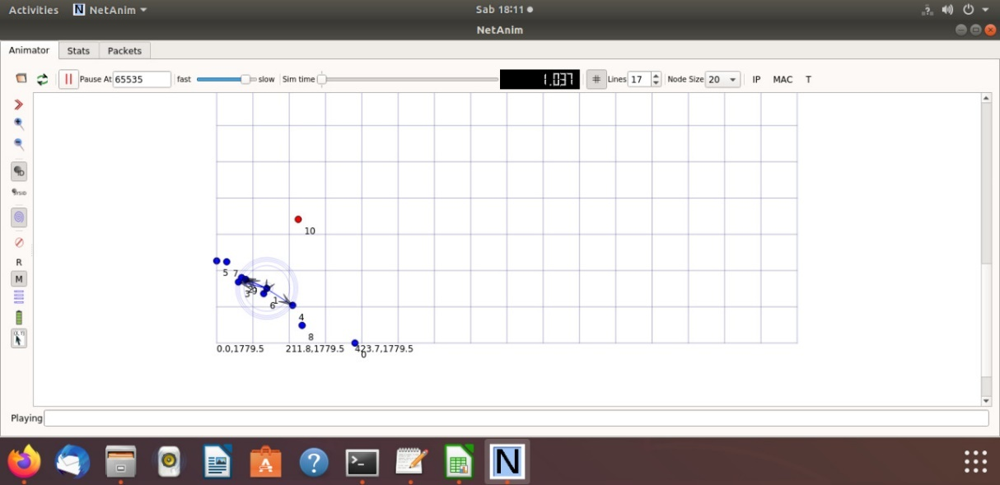 Activities NetAnim Sab 18:11
NetAnim
Animator Stats Packets
Pause At 65535 fast slow Sim time 1.037 # Lines 17 Node Size 20 IP MAC T
ID
SYSID
R
M
10
5 7
3 9
6 1
4
8
0.0,1779.5 211.8,1779.5 423.7,1779.5
0
Playing